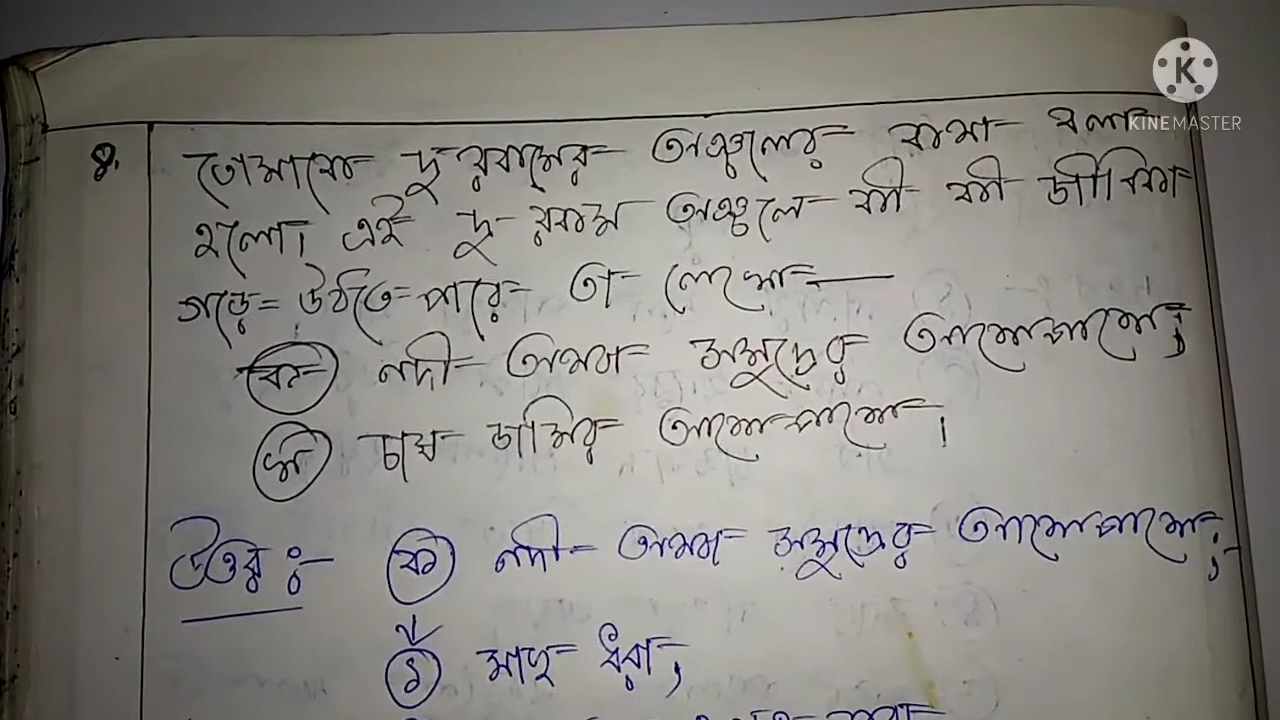 K
KINEMASTER
৪. তোমাকে দু রকমের অঞ্চলের কথা বলা
হলো। এই দু রকম অঞ্চলে কী কী জীবিকা
গড়ে উঠতে পারে তা লেখো —
ক নদী অথবা সমুদ্রের আশেপাশে;
খ চাষ জমির আশেপাশে।
উত্তর :- ক নদী অথবা সমুদ্রের আশেপাশে;
১ মাছ ধরা,